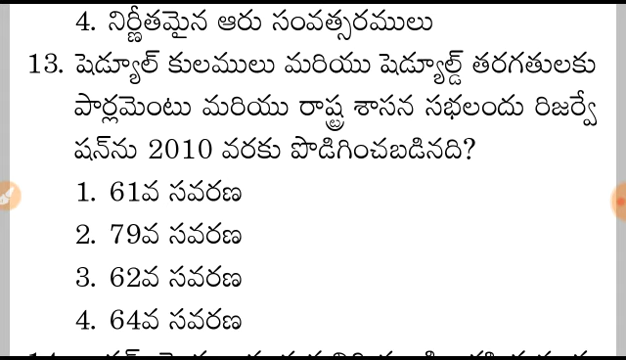 4. నిర్ణీతమైన ఆరు సంవత్సరములు
13. షెడ్యూల్ కులములు మరియు షెడ్యూల్డ్ తరగతులకు
పార్లమెంటు మరియు రాష్ట్ర శాసన సభలందు రిజర్వే
షన్‌ను 2010 వరకు పొడిగించబడినది?
1. 61వ సవరణ
2. 79వ సవరణ
3. 62వ సవరణ
4. 64వ సవరణ